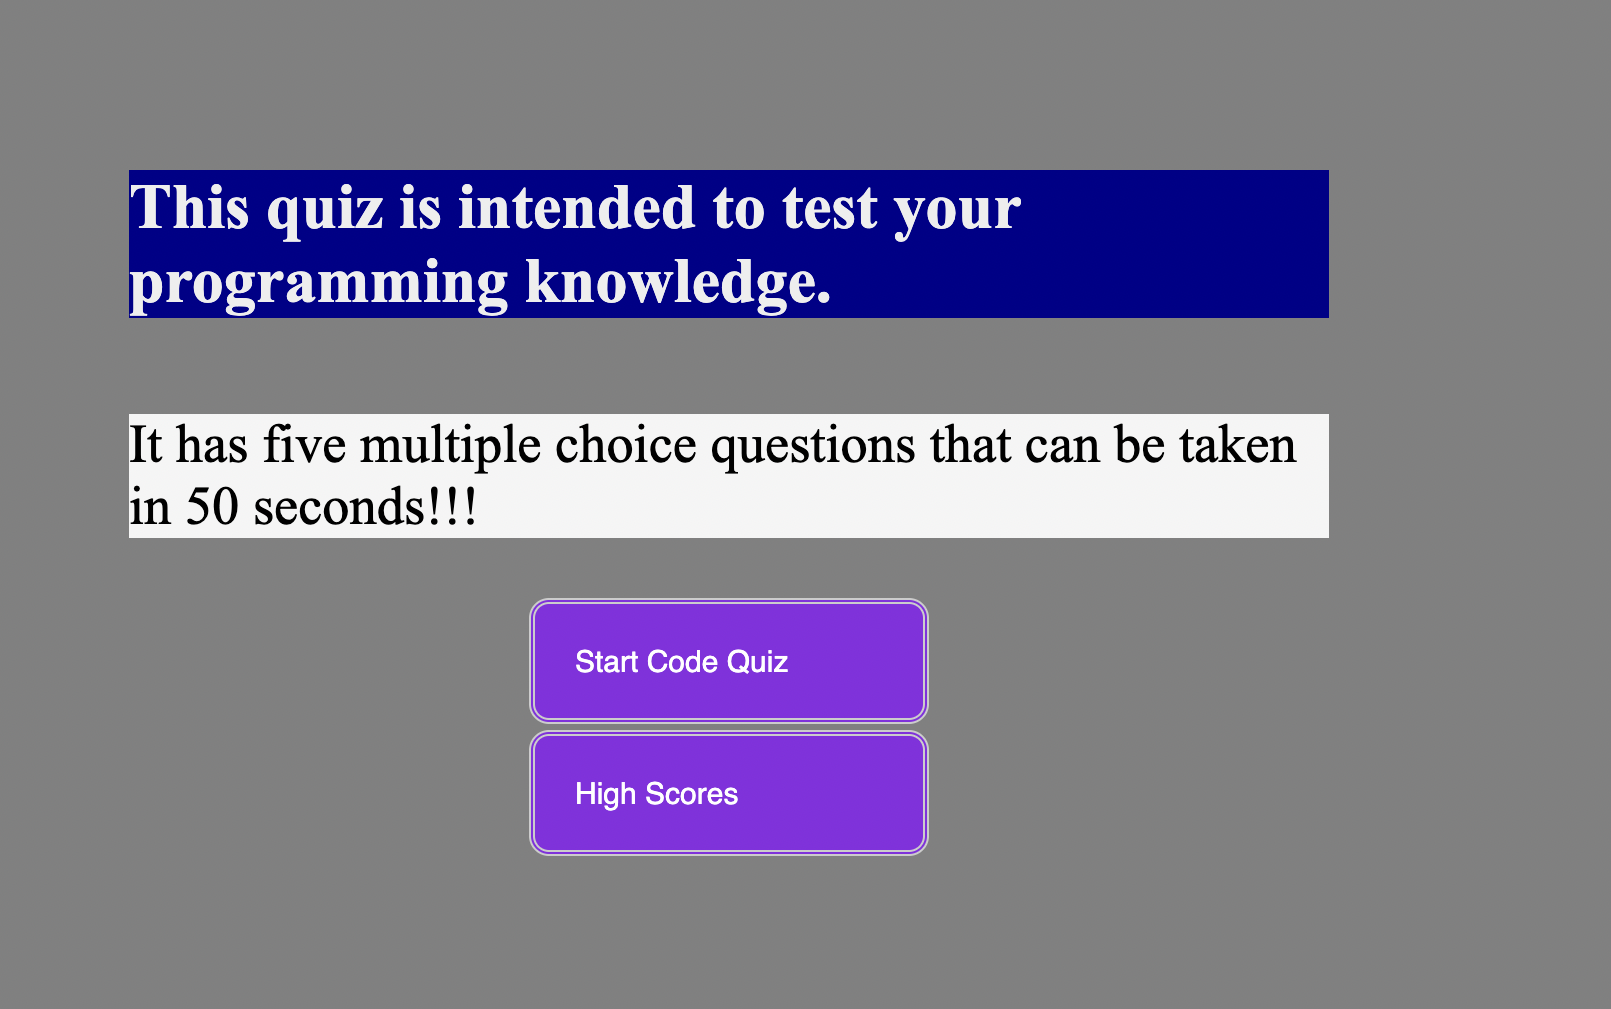 This quiz is intended to test your
programming knowledge.
It has five multiple choice questions that can be taken
in 50 seconds!!!
Start Code Quiz
High Scores